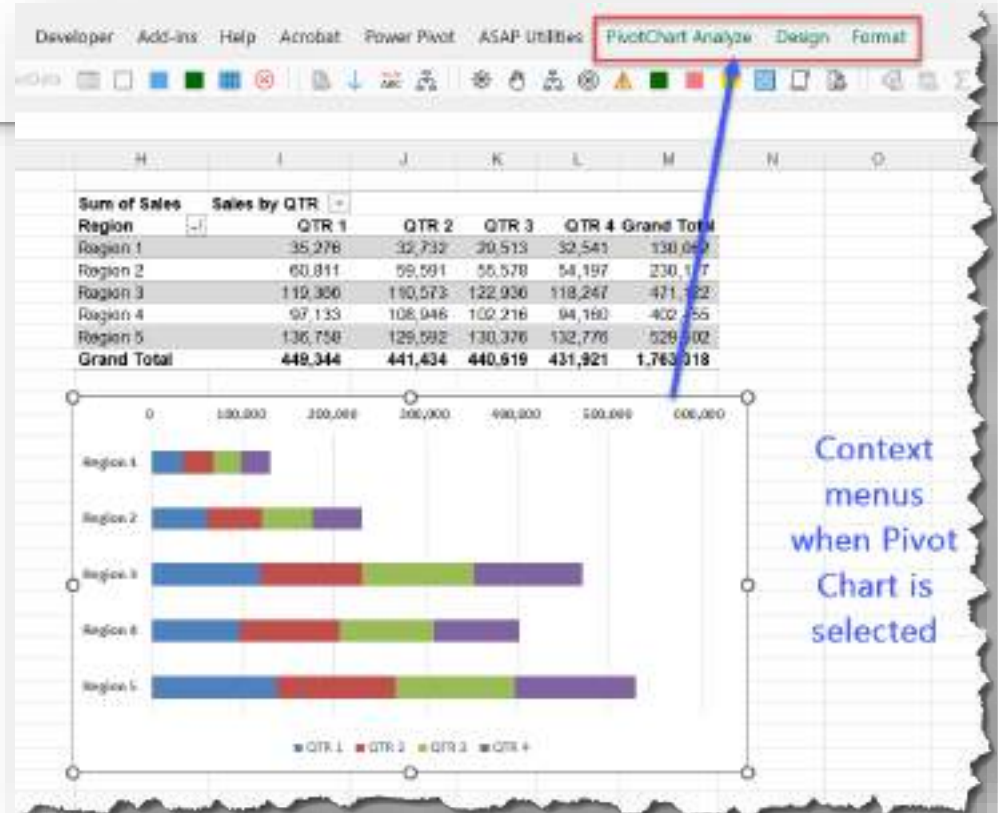 Developer Add-ins Help Acrobat Power Pivot ASAP Utilities PivotChart Analyze Design Format
H I J K L M N O
Sum of Sales Sales by QTR
Region QTR 1 QTR 2 QTR 3 QTR 4 Grand Total
Region 1 35,276 32,732 29,513 32,541
Region 2 60,811 59,591 55,578 54,197
Region 3 119,366 110,573 122,936 118,247
Region 4 97,133 108,946 102,216 94,160
Region 5 136,758 129,592 130,376 132,776
Grand Total 449,344 441,434 440,619 431,921 1,763,318
0 100,000 200,000 300,000 400,000 500,000 600,000
Region 1
Region 2
Region 3
Region 4
Region 5
QTR 1 QTR 2 QTR 3 QTR 4
Context
menus
when Pivot
Chart is
selected